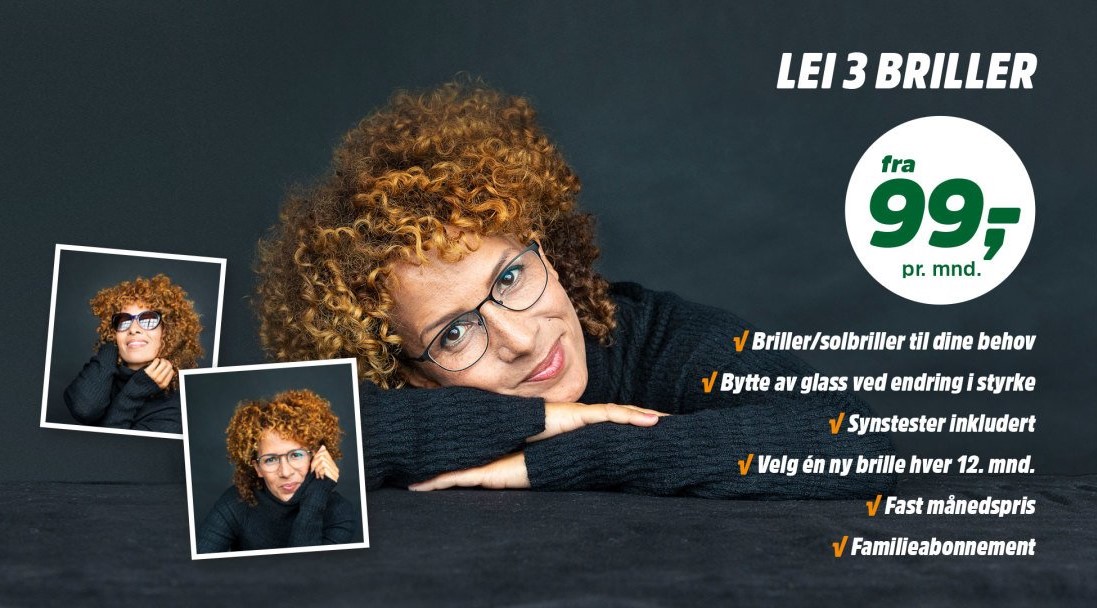 LEI 3 BRILLER
fra
99,-
pr. mnd.
√ Briller/solbriller til dine behov
√ Bytte av glass ved endring i styrke
√ Synstester inkludert
√ Velg én ny brille hver 12. mnd.
√ Fast månedspris
√ Familieabonnement